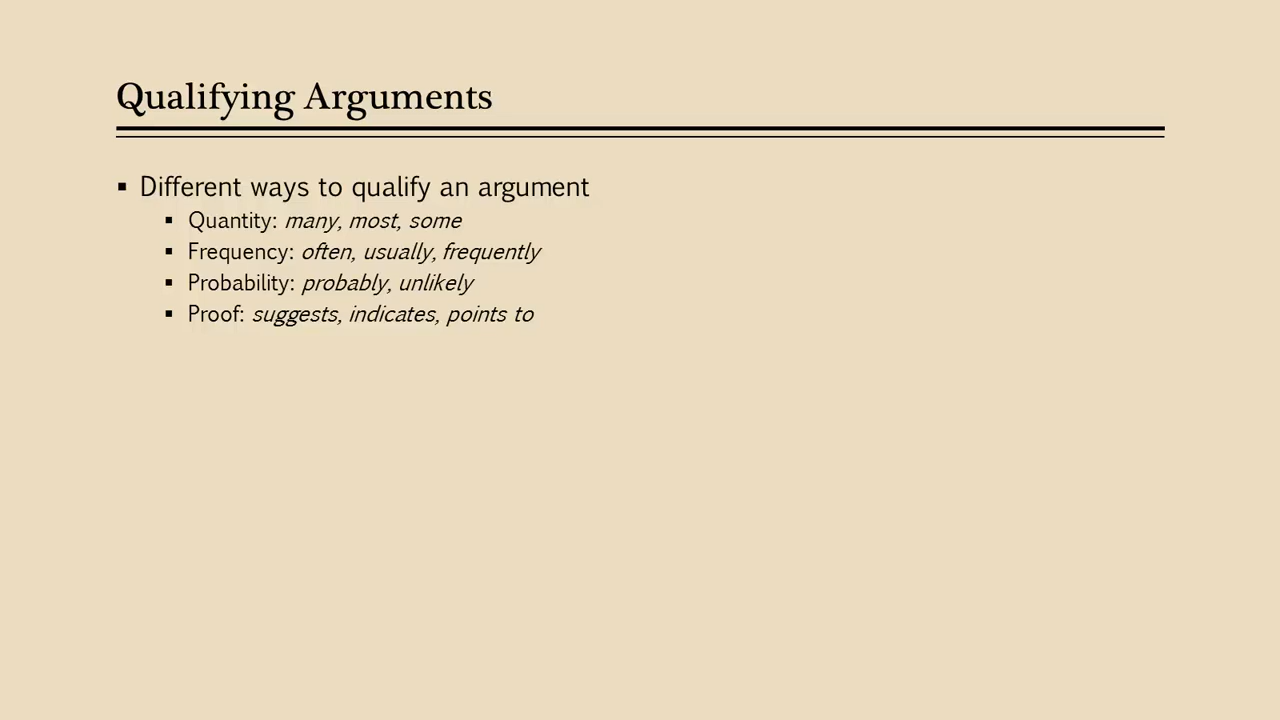 Qualifying Arguments
▪ Different ways to qualify an argument
▪ Quantity: many, most, some
▪ Frequency: often, usually, frequently
▪ Probability: probably, unlikely
▪ Proof: suggests, indicates, points to